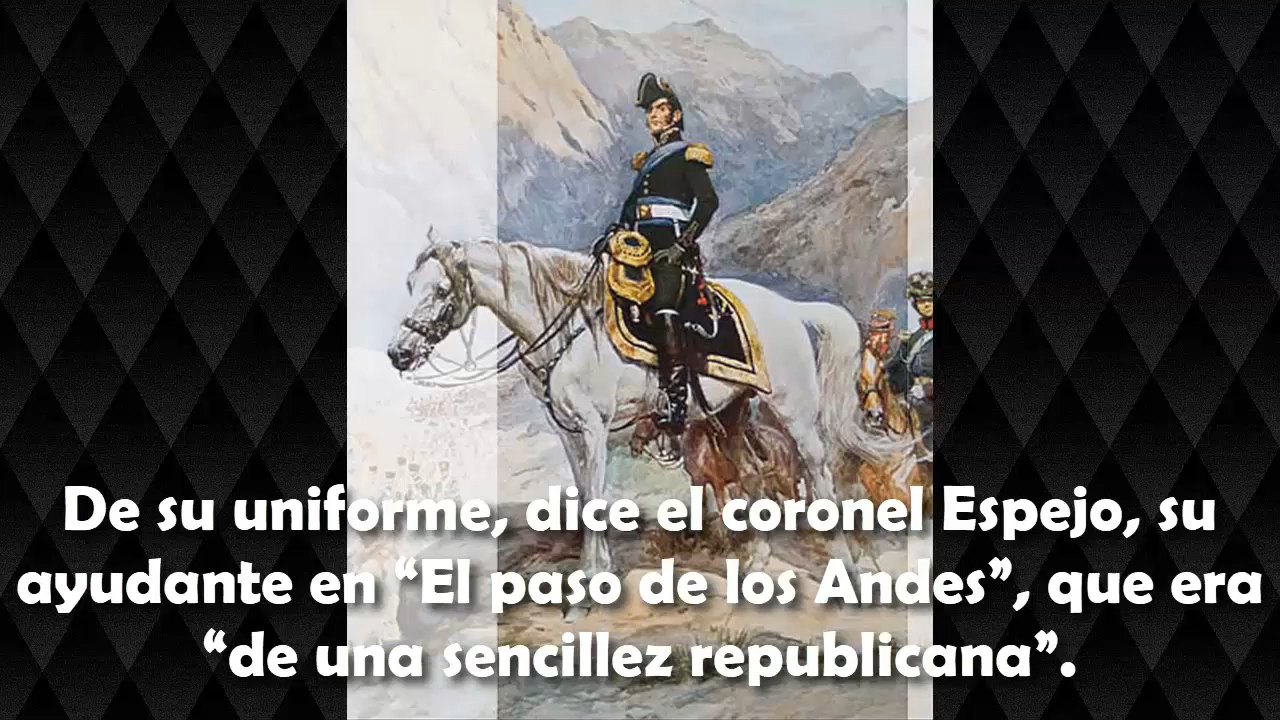 De su uniforme, dice el coronel Espejo, su
ayudante en “El paso de los Andes”, que era
“de una sencillez republicana”.